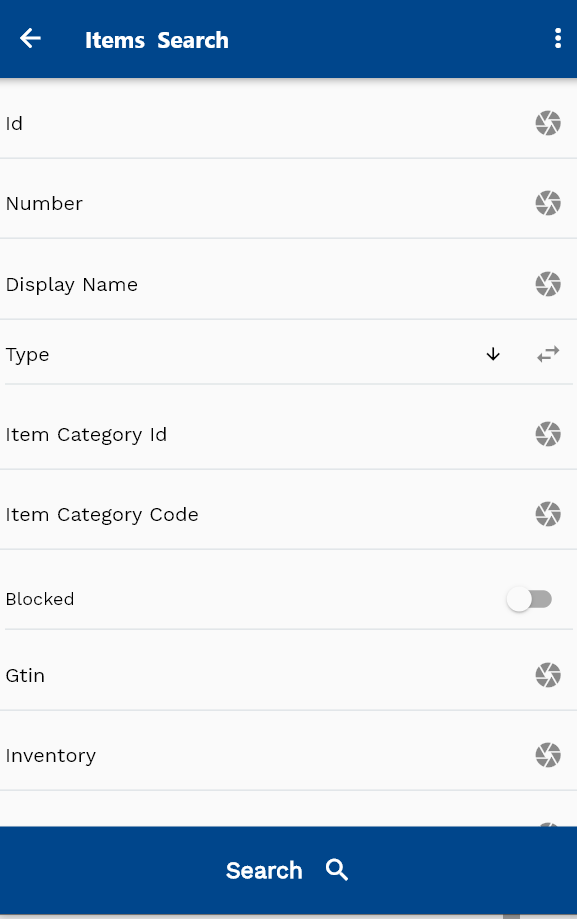 Items Search
Id
Number
Display Name
Type
Item Category Id
Item Category Code
Blocked
Gtin
Inventory
Search